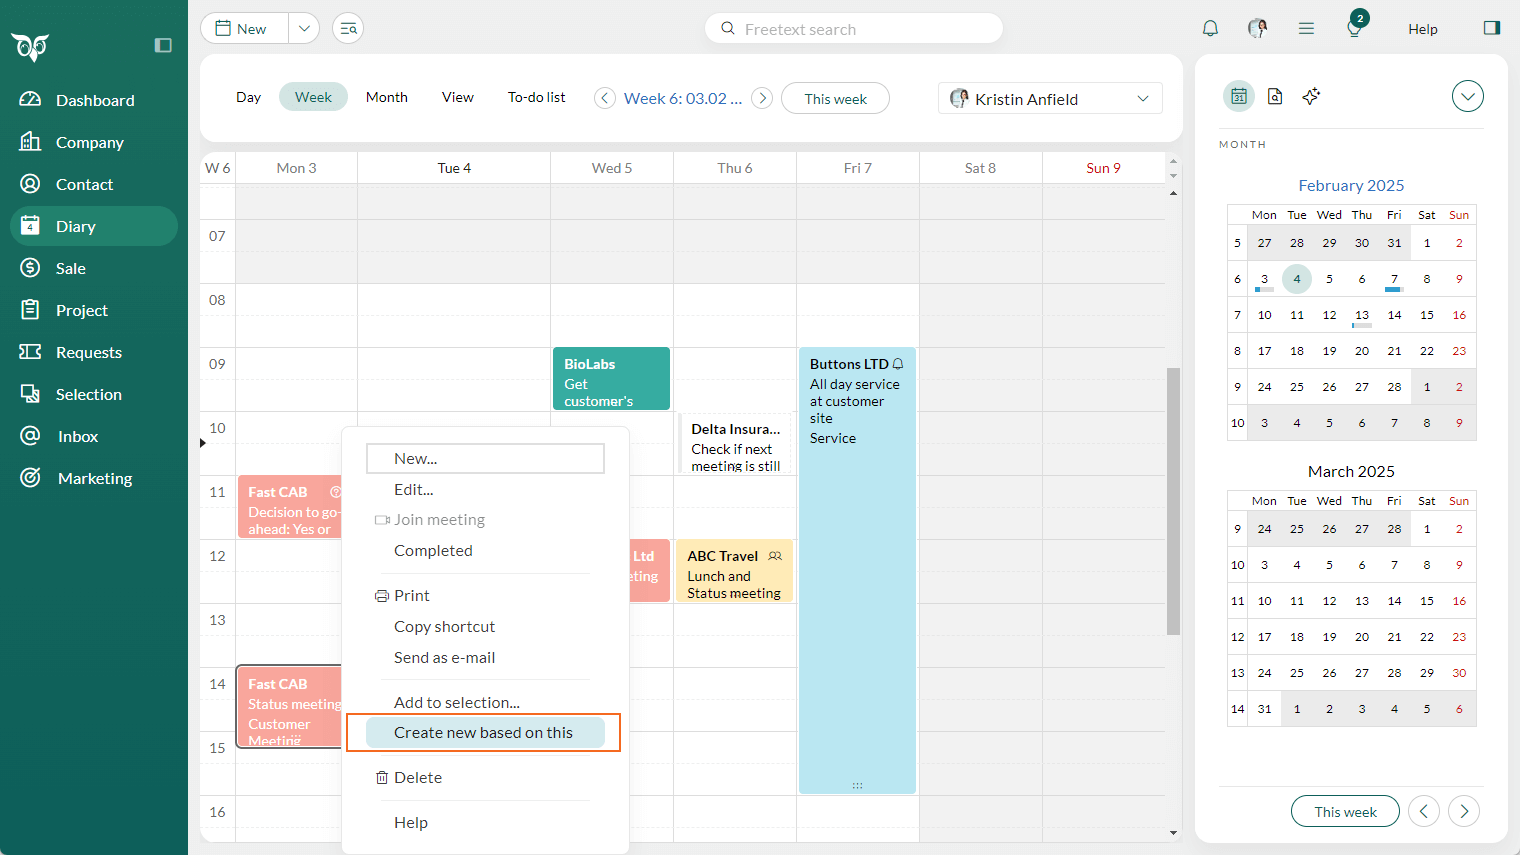 New
Freetext search
2
Help
Dashboard
Company
Contact
4
Diary
Sale
Project
Requests
Selection
Inbox
Marketing
Day
Week
Month
View
To-do list
Week 6: 03.02 ...
This week
Kristin Anfield
W 6
Mon 3
Tue 4
Wed 5
Thu 6
Fri 7
Sat 8
Sun 9
07
08
09
10
11
12
13
14
15
16
BioLabs
Get
customer's
Buttons LTD
All day service
at customer
site
Service
Delta Insura...
Check if next
meeting is still
Fast CAB
Decision to go-
ahead: Yes or
Ltd
eting
ABC Travel
Lunch and
Status meeting
Fast CAB
Status meeting
Customer
Meeting
New...
Edit...
Join meeting
Completed
Print
Copy shortcut
Send as e-mail
Add to selection...
Create new based on this
Delete
Help
31
MONTH
February 2025
Mon Tue Wed Thu Fri Sat Sun
5 27 28 29 30 31 1 2
6 3 4 5 6 7 8 9
7 10 11 12 13 14 15 16
8 17 18 19 20 21 22 23
9 24 25 26 27 28 1 2
10 3 4 5 6 7 8 9
March 2025
Mon Tue Wed Thu Fri Sat Sun
9 24 25 26 27 28 1 2
10 3 4 5 6 7 8 9
11 10 11 12 13 14 15 16
12 17 18 19 20 21 22 23
13 24 25 26 27 28 29 30
14 31 1 2 3 4 5 6
This week